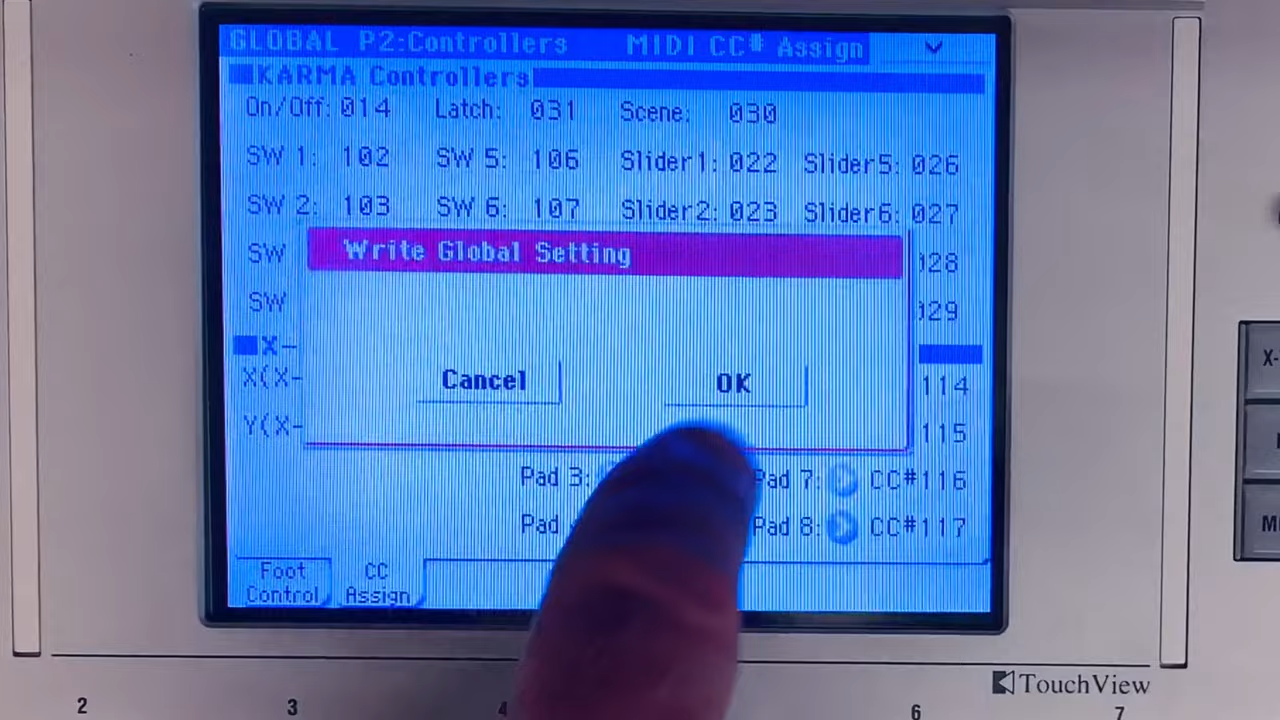 GLOBAL P2:Controllers MIDI CC# Assign
KARMA Controllers
On/Off: 014 Latch: 031 Scene: 030
SW 1: 102 SW 5: 106 Slider1: 022 Slider5: 026
SW 2: 103 SW 6: 107 Slider2: 023 Slider6: 027
SW 028
SW 029
Write Global Setting
Cancel OK
X-
X(X- 114
Y(X- 115
Pad 3: Pad 7: CC#116
Pad Pad 8: CC#117
Foot Control CC Assign
TouchView
2 3 4 6 7
X-